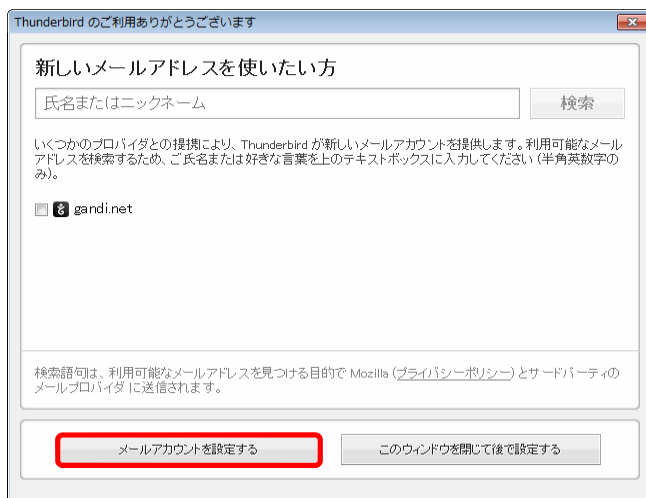 Thunderbird のご利用ありがとうございます
新しいメールアドレスを使いたい方
氏名またはニックネーム
検索
いくつかのプロバイダとの提携により、Thunderbird が新しいメールアカウントを提供します。利用可能なメール
アドレスを検索するため、ご氏名または好きな言葉を上のテキストボックスに入力してください (半角英数字の
み)。
gandi.net
検索語句は、利用可能なメールアドレスを見つける目的で Mozilla (プライバシーポリシー) とサードパーティの
メールプロバイダ に送信されます。
メールアカウントを設定する
このウィンドウを閉じて後で設定する